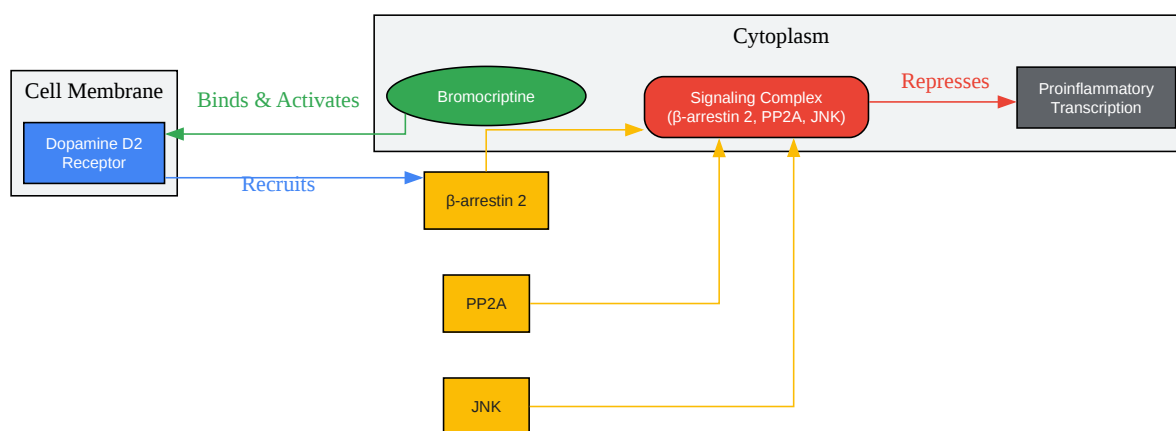 Cytoplasm
Cell Membrane
Binds & Activates
Bromocriptine
Signaling Complex
(β-arrestin 2, PP2A, JNK)
Represses
Proinflammatory
Transcription
Dopamine D2
Receptor
Recruits
β-arrestin 2
PP2A
JNK